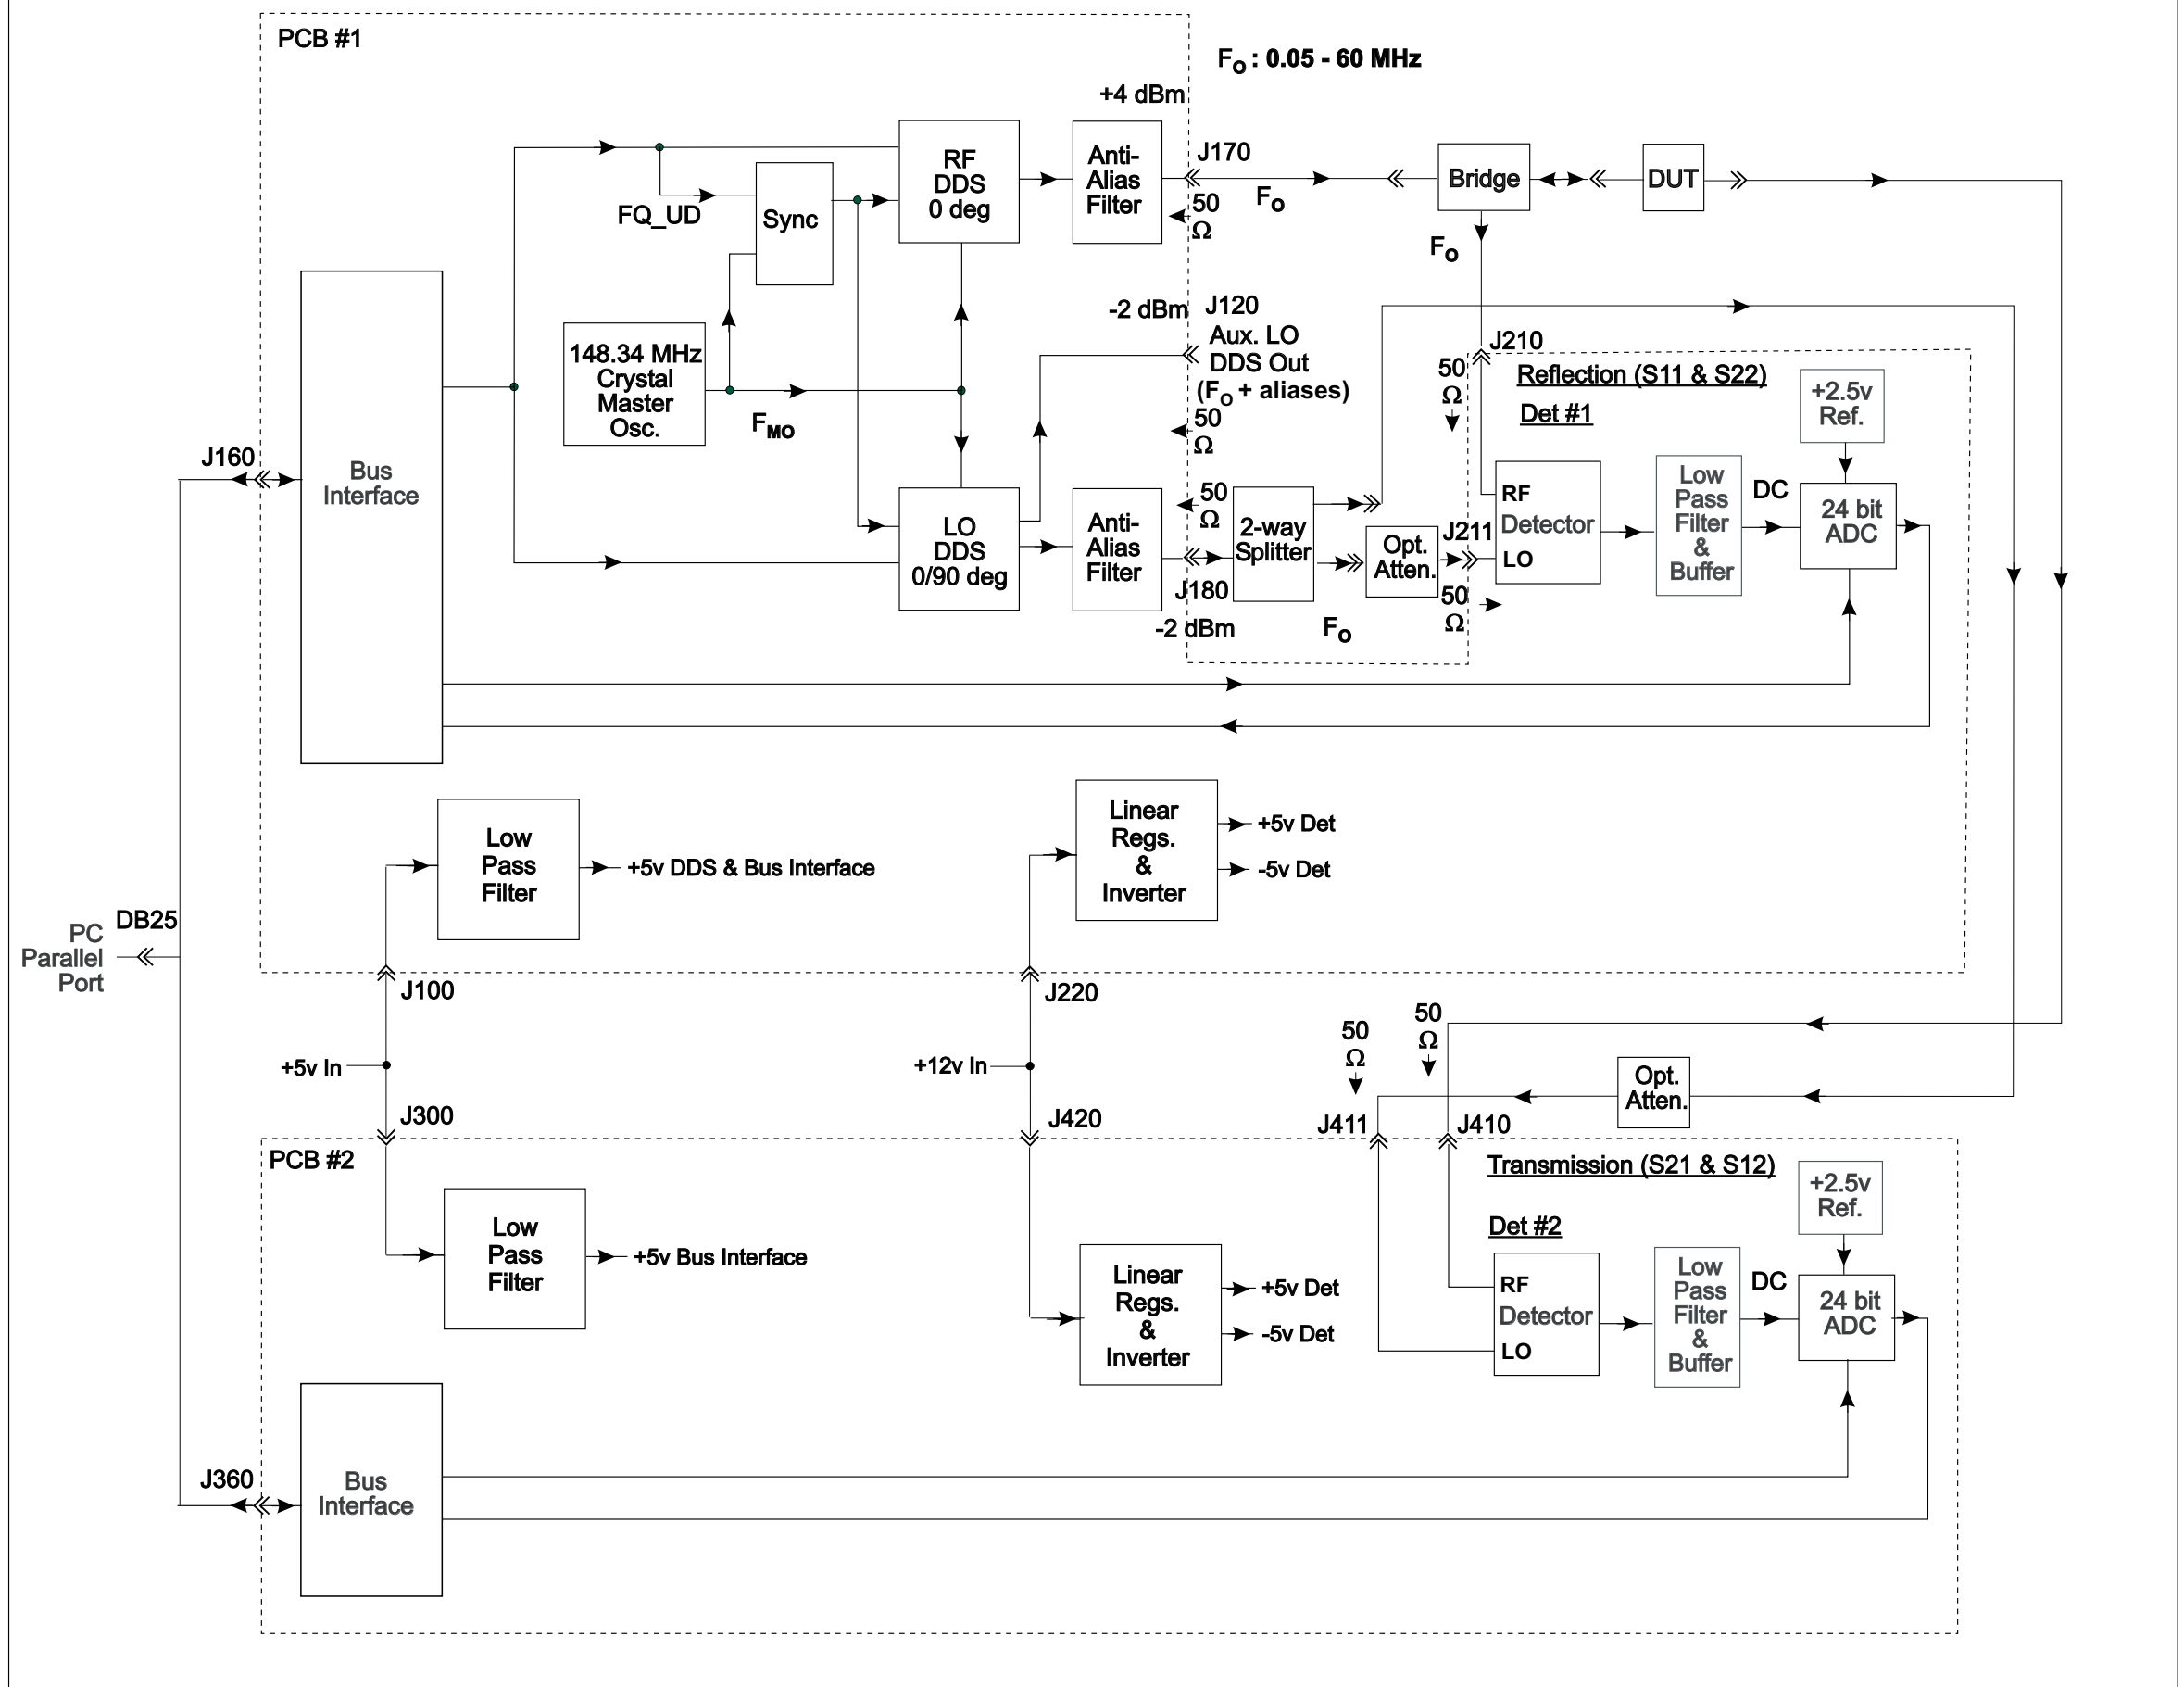 PCB #1
FO : 0.05 - 60 MHz
+4 dBm
J170
RF
DDS
0 deg
Anti-
Alias
Filter
Bridge
DUT
FQ_UD
Sync
50
Ω
FO
FO
148.34 MHz
Crystal
Master
Osc.
FMO
-2 dBm
J120
Aux. LO
DDS Out
(FO + aliases)
50
Ω
J210
50
Ω
Reflection (S11 & S22)
Det #1
+2.5v
Ref.
J160
Bus
Interface
LO
DDS
0/90 deg
Anti-
Alias
Filter
50
Ω
2-way
Splitter
J180
-2 dBm
Opt.
Atten.
FO
J211
50
Ω
RF
Detector
LO
Low
Pass
Filter
&
Buffer
DC
24 bit
ADC
Low
Pass
Filter
+5v DDS & Bus Interface
Linear
Regs.
&
Inverter
+5v Det
-5v Det
DB25
PC
Parallel
Port
J100
J220
+5v In
+12v In
50
Ω
50
Ω
Opt.
Atten.
J300
J420
J411
J410
PCB #2
Transmission (S21 & S12)
+2.5v
Ref.
Low
Pass
Filter
+5v Bus Interface
Linear
Regs.
&
Inverter
+5v Det
-5v Det
Det #2
RF
Detector
LO
Low
Pass
Filter
&
Buffer
DC
24 bit
ADC
J360
Bus
Interface